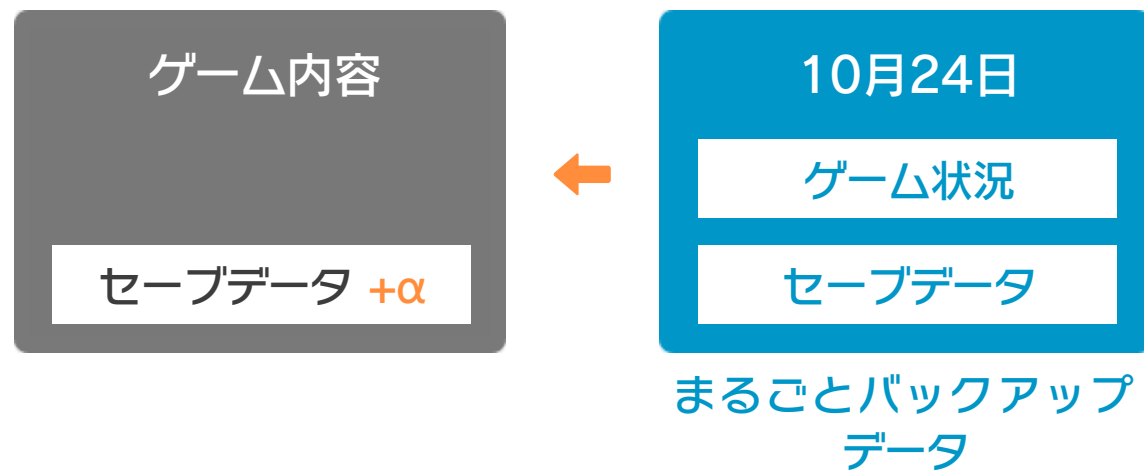 ゲーム内容
セーブデータ +α
10月24日
ゲーム状況
セーブデータ
まるごとバックアップ
データ